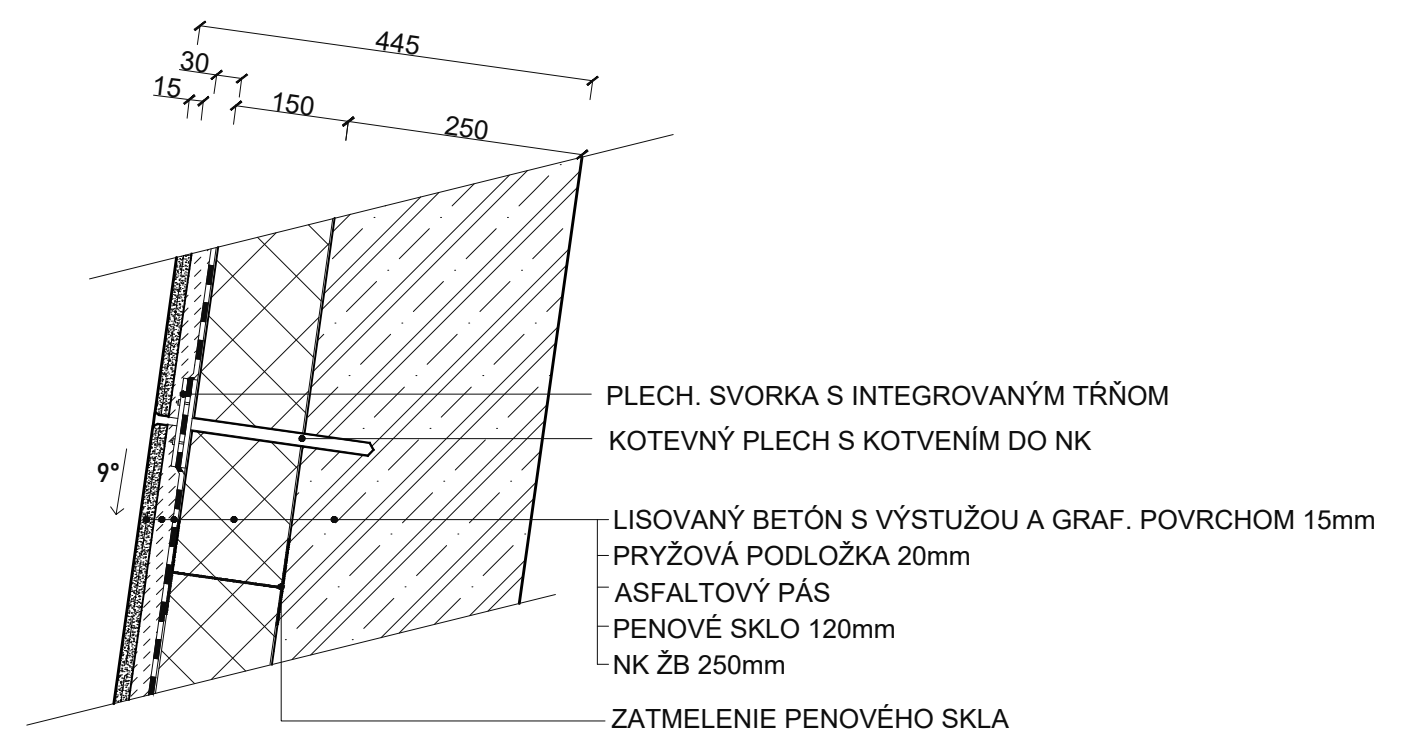 445
30
15
150
250
PLECH. SVORKA S INTEGROVANÝM TŔŇOM
KOTEVNÝ PLECH S KOTVENÍM DO NK
9°
LISOVANÝ BETÓN S VÝSTUŽOU A GRAF. POVRCHOM 15mm
PRYŽOVÁ PODLOŽKA 20mm
ASFALTOVÝ PÁS
PENOVÉ SKLO 120mm
NK ŽB 250mm
ZATMELENIE PENOVÉHO SKLA